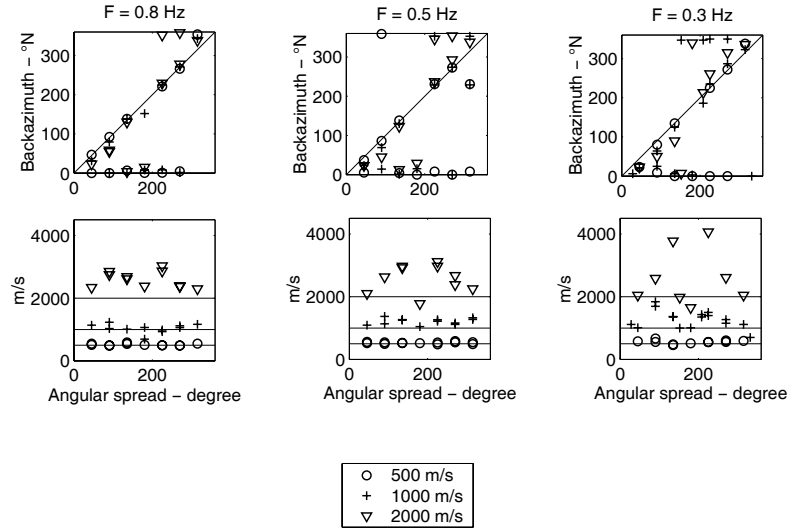 F = 0.8 Hz
F = 0.5 Hz
F = 0.3 Hz
Backazimuth – °N
300
200
100
0
0
200
Backazimuth – °N
300
200
100
0
0
200
Backazimuth – °N
300
200
100
0
0
200
m/s
4000
2000
0
0
200
Angular spread – degree
m/s
4000
2000
0
0
200
Angular spread – degree
m/s
4000
2000
0
0
200
Angular spread – degree
500 m/s
1000 m/s
2000 m/s